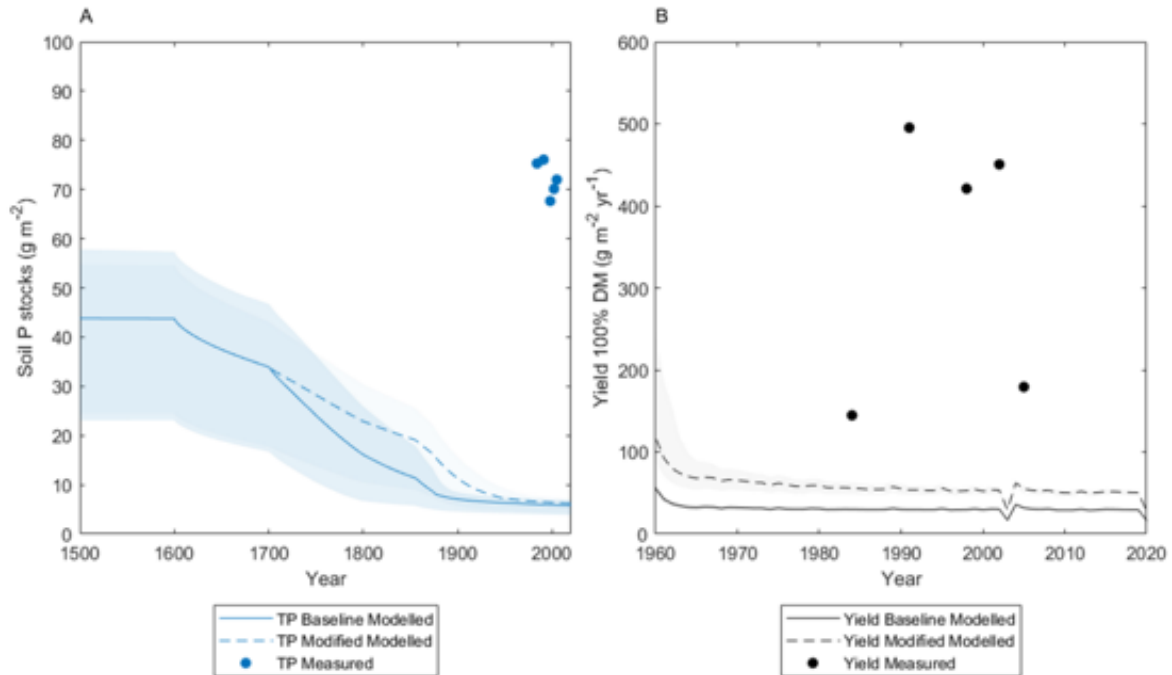 A
B
100
90
80
70
60
50
40
30
20
10
0
Soil P stocks (g m⁻²)
1500 1600 1700 1800 1900 2000
Year
600
500
400
300
200
100
0
Yield 100% DM (g m⁻² yr⁻¹)
1960 1970 1980 1990 2000 2010 2020
Year
TP Baseline Modelled
TP Modified Modelled
TP Measured
Yield Baseline Modelled
Yield Modified Modelled
Yield Measured